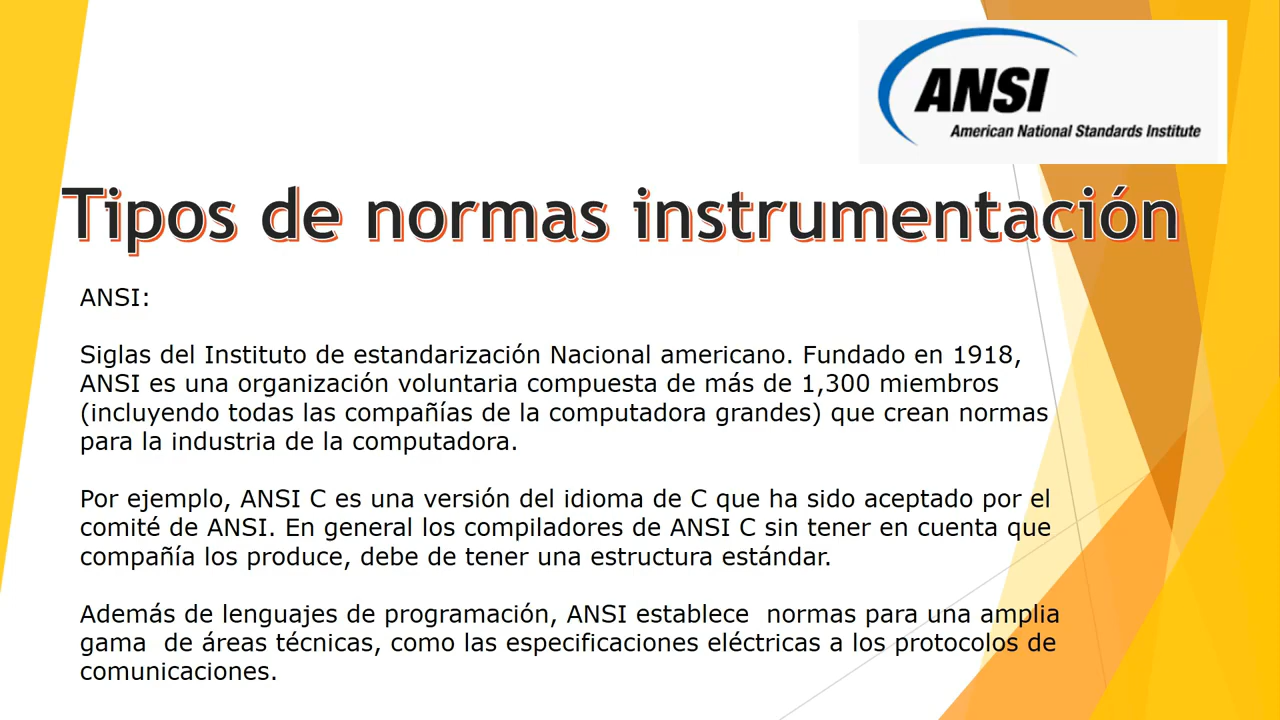 ANSI
American National Standards Institute
Tipos de normas instrumentación
ANSI:
Siglas del Instituto de estandarización Nacional americano. Fundado en 1918,
ANSI es una organización voluntaria compuesta de más de 1,300 miembros
(incluyendo todas las compañías de la computadora grandes) que crean normas
para la industria de la computadora.
Por ejemplo, ANSI C es una versión del idioma de C que ha sido aceptado por el
comité de ANSI. En general los compiladores de ANSI C sin tener en cuenta que
compañía los produce, debe de tener una estructura estándar.
Además de lenguajes de programación, ANSI establece  normas para una amplia
gama  de áreas técnicas, como las especificaciones eléctricas a los protocolos de
comunicaciones.